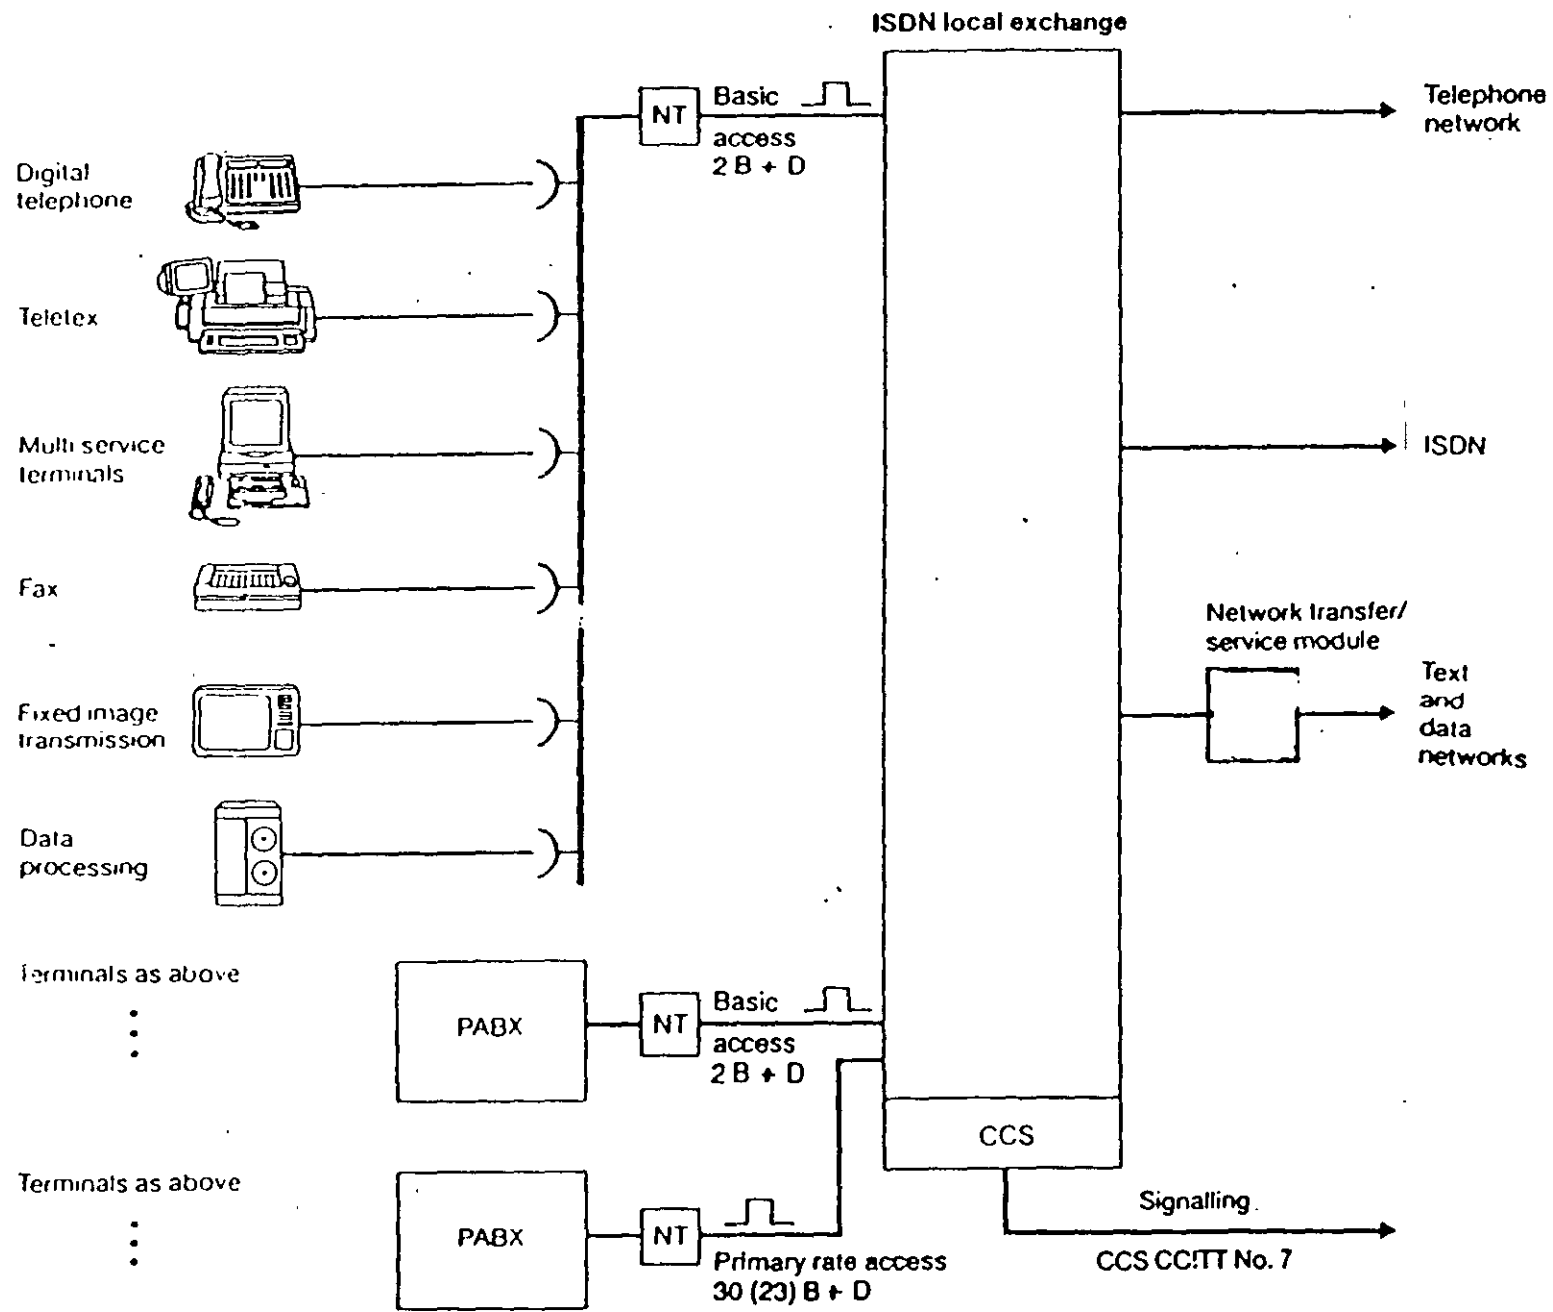 ISDN local exchange
NT
Basic
access
2 B + D
Telephone
network
Digital
telephone
Teletex
Multi service
terminals
ISDN
Fax
Network transfer/
service module
Text
and
data
networks
Fixed image
transmission
Data
processing
Terminals as above
PABX
NT
Basic
access
2 B + D
CCS
Terminals as above
PABX
NT
Primary rate access
30 (23) B + D
Signalling
CCS CCITT No. 7